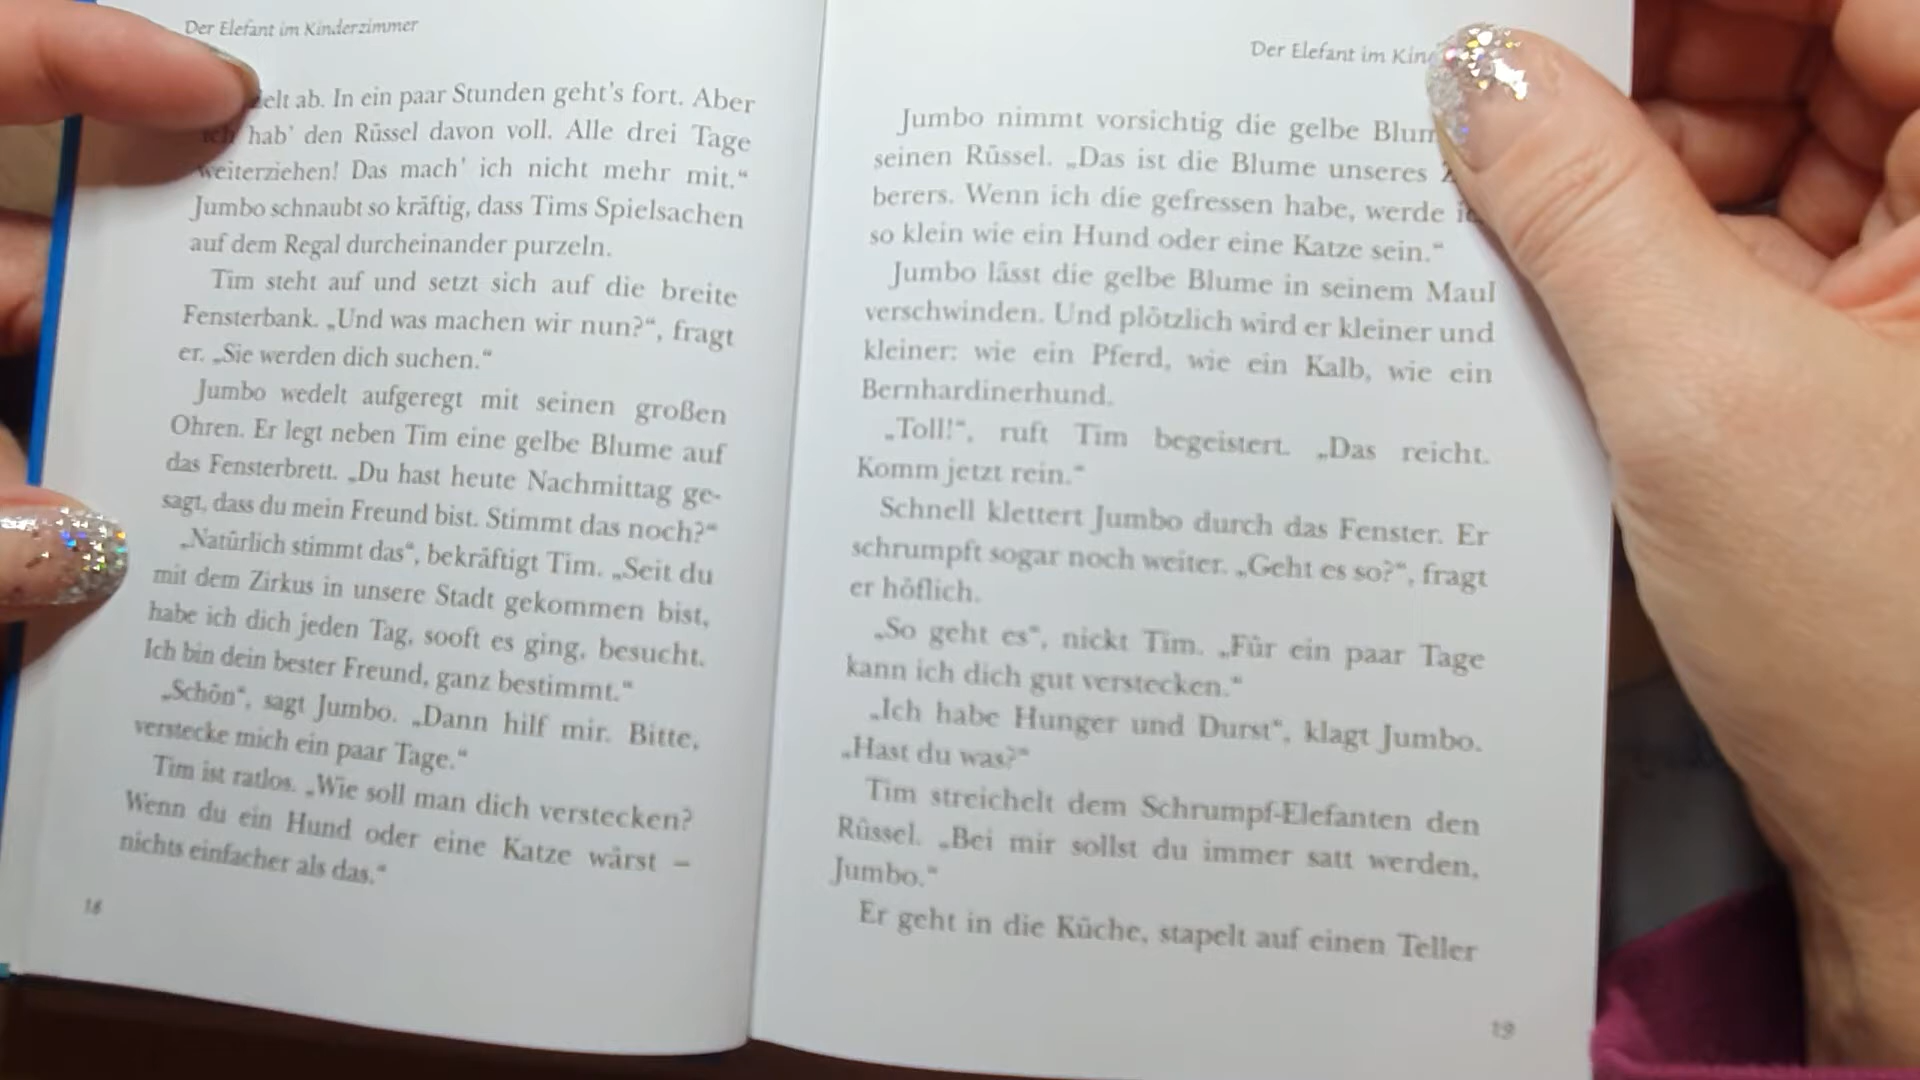 Der Elefant im Kinderzimmer
ab. In ein paar Stunden geht's fort. Aber
ich hab' den Rüssel davon voll. Alle drei Tage
weiterziehen! Das mach' ich nicht mehr mit.“
Jumbo schnaubt so kräftig, dass Tims Spielsachen
auf dem Regal durcheinander purzeln.
Tim steht auf und setzt sich auf die breite
Fensterbank. „Und was machen wir nun?“, fragt
er. „Sie werden dich suchen.“
Jumbo wedelt aufgeregt mit seinen großen
Ohren. Er legt neben Tim eine gelbe Blume auf
das Fensterbrett. „Du hast heute Nachmittag ge-
sagt, dass du mein Freund bist. Stimmt das noch?“
„Natürlich stimmt das“, bekräftigt Tim. „Seit du
mit dem Zirkus in unsere Stadt gekommen bist,
habe ich dich jeden Tag, sooft es ging, besucht.
Ich bin dein bester Freund, ganz bestimmt.“
„Schön“, sagt Jumbo. „Dann hilf mir. Bitte,
verstecke mich ein paar Tage.“
Tim ist ratlos. „Wie soll man dich verstecken?
Wenn du ein Hund oder eine Katze wärst –
nichts einfacher als das.“
18
Der Elefant im
Jumbo nimmt vorsichtig die gelbe
seinen Rüssel. „Das ist die Blume unseres
berers. Wenn ich die gefressen habe, werde
so klein wie ein Hund oder eine Katze sein.“
Jumbo lässt die gelbe Blume in seinem Maul
verschwinden. Und plötzlich wird er kleiner und
kleiner: wie ein Pferd, wie ein Kalb, wie ein
Bernhardinerhund.
„Toll!“, ruft Tim begeistert. „Das reicht.
Komm jetzt rein.“
Schnell klettert Jumbo durch das Fenster. Er
schrumpft sogar noch weiter. „Geht es so?“, fragt
er höflich.
„So geht es“, nickt Tim. „Für ein paar Tage
kann ich dich gut verstecken.“
„Ich habe Hunger und Durst“, klagt Jumbo.
„Hast du was?“
Tim streichelt dem Schrumpf-Elefanten den
Rüssel. „Bei mir sollst du immer satt werden,
Jumbo.“
Er geht in die Küche, stapelt auf einen Teller
19